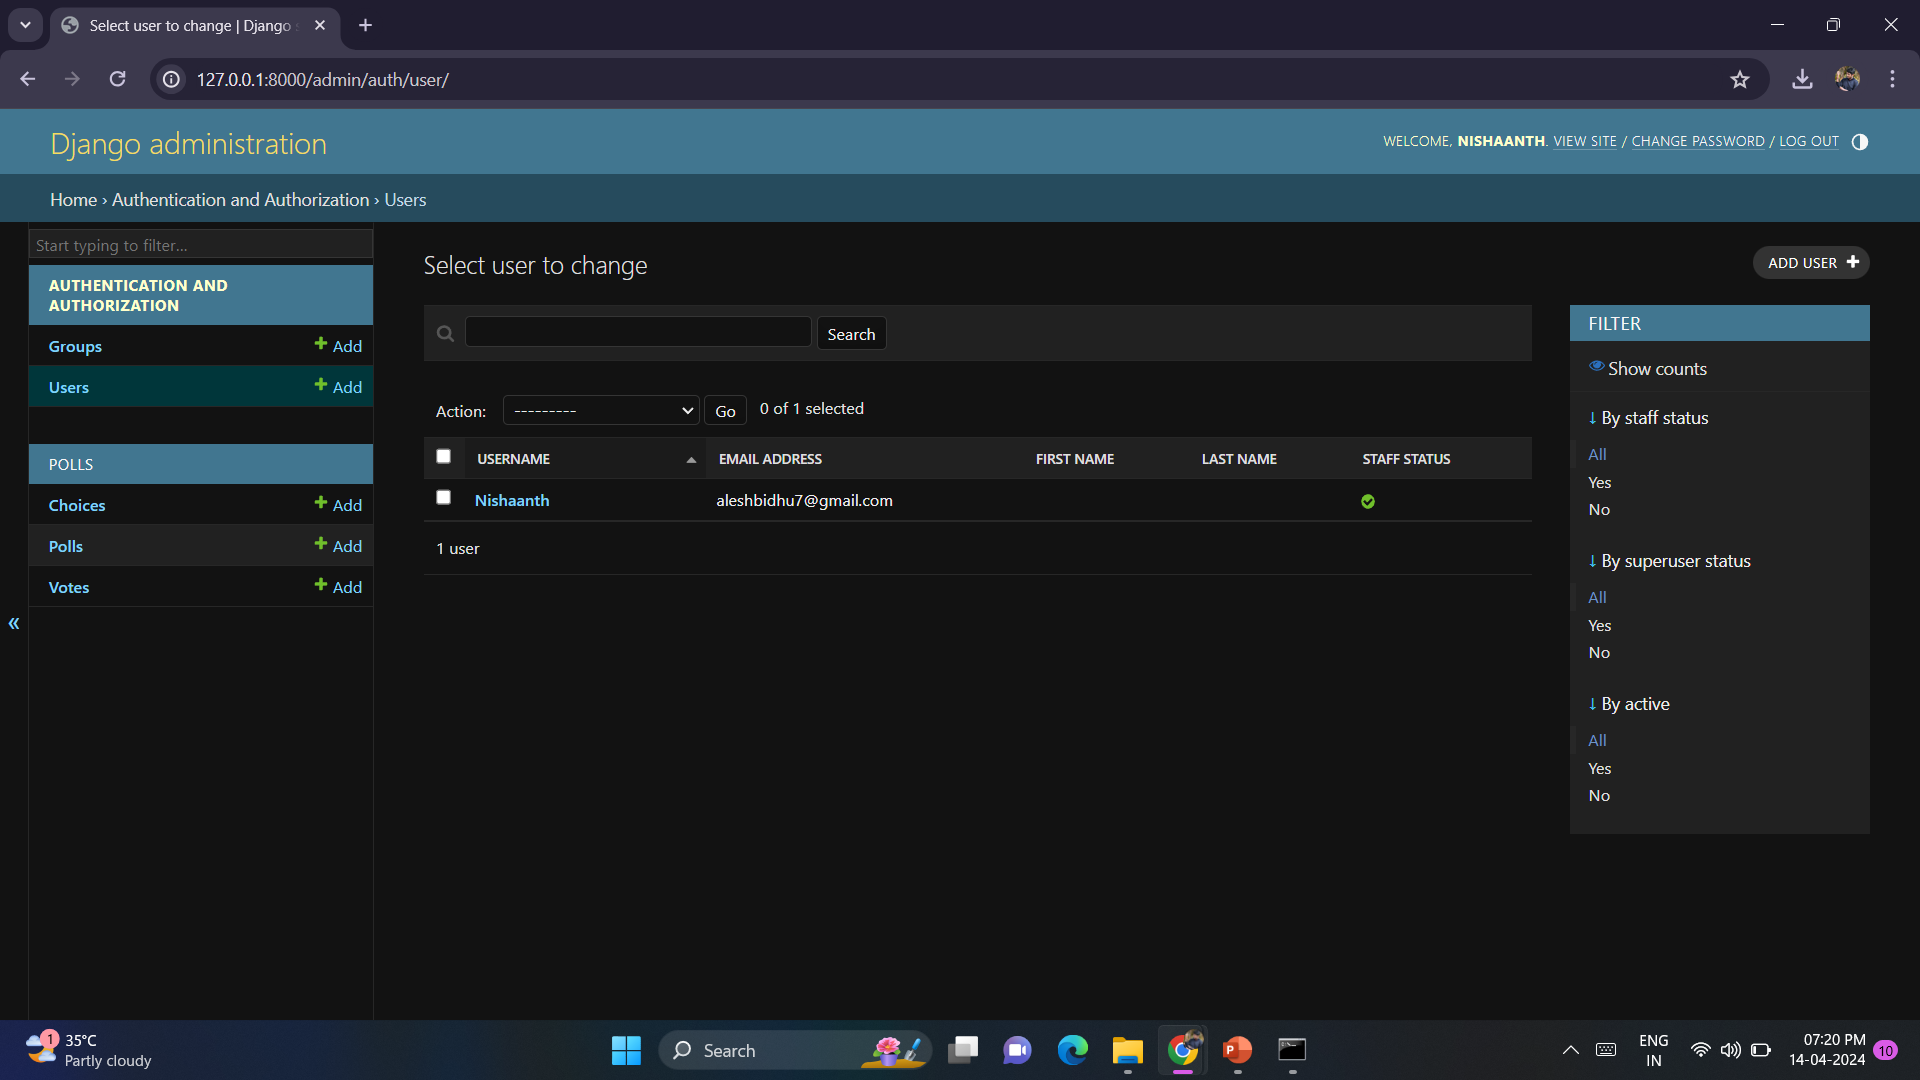 Select user to change | Django s
127.0.0.1:8000/admin/auth/user/
Django administration
WELCOME, NISHAANTH. VIEW SITE / CHANGE PASSWORD / LOG OUT
Home › Authentication and Authorization › Users
Start typing to filter...
AUTHENTICATION AND
AUTHORIZATION
Groups + Add
Users + Add
POLLS
Choices + Add
Polls + Add
Votes + Add
«
Select user to change
ADD USER +
Search
Action: --------- Go 0 of 1 selected
USERNAME EMAIL ADDRESS FIRST NAME LAST NAME STAFF STATUS
Nishaanth aleshbidhu7@gmail.com
1 user
FILTER
Show counts
↓ By staff status
All
Yes
No
↓ By superuser status
All
Yes
No
↓ By active
All
Yes
No
1
35°C
Partly cloudy
Search
ENG
IN
07:20 PM
14-04-2024
10